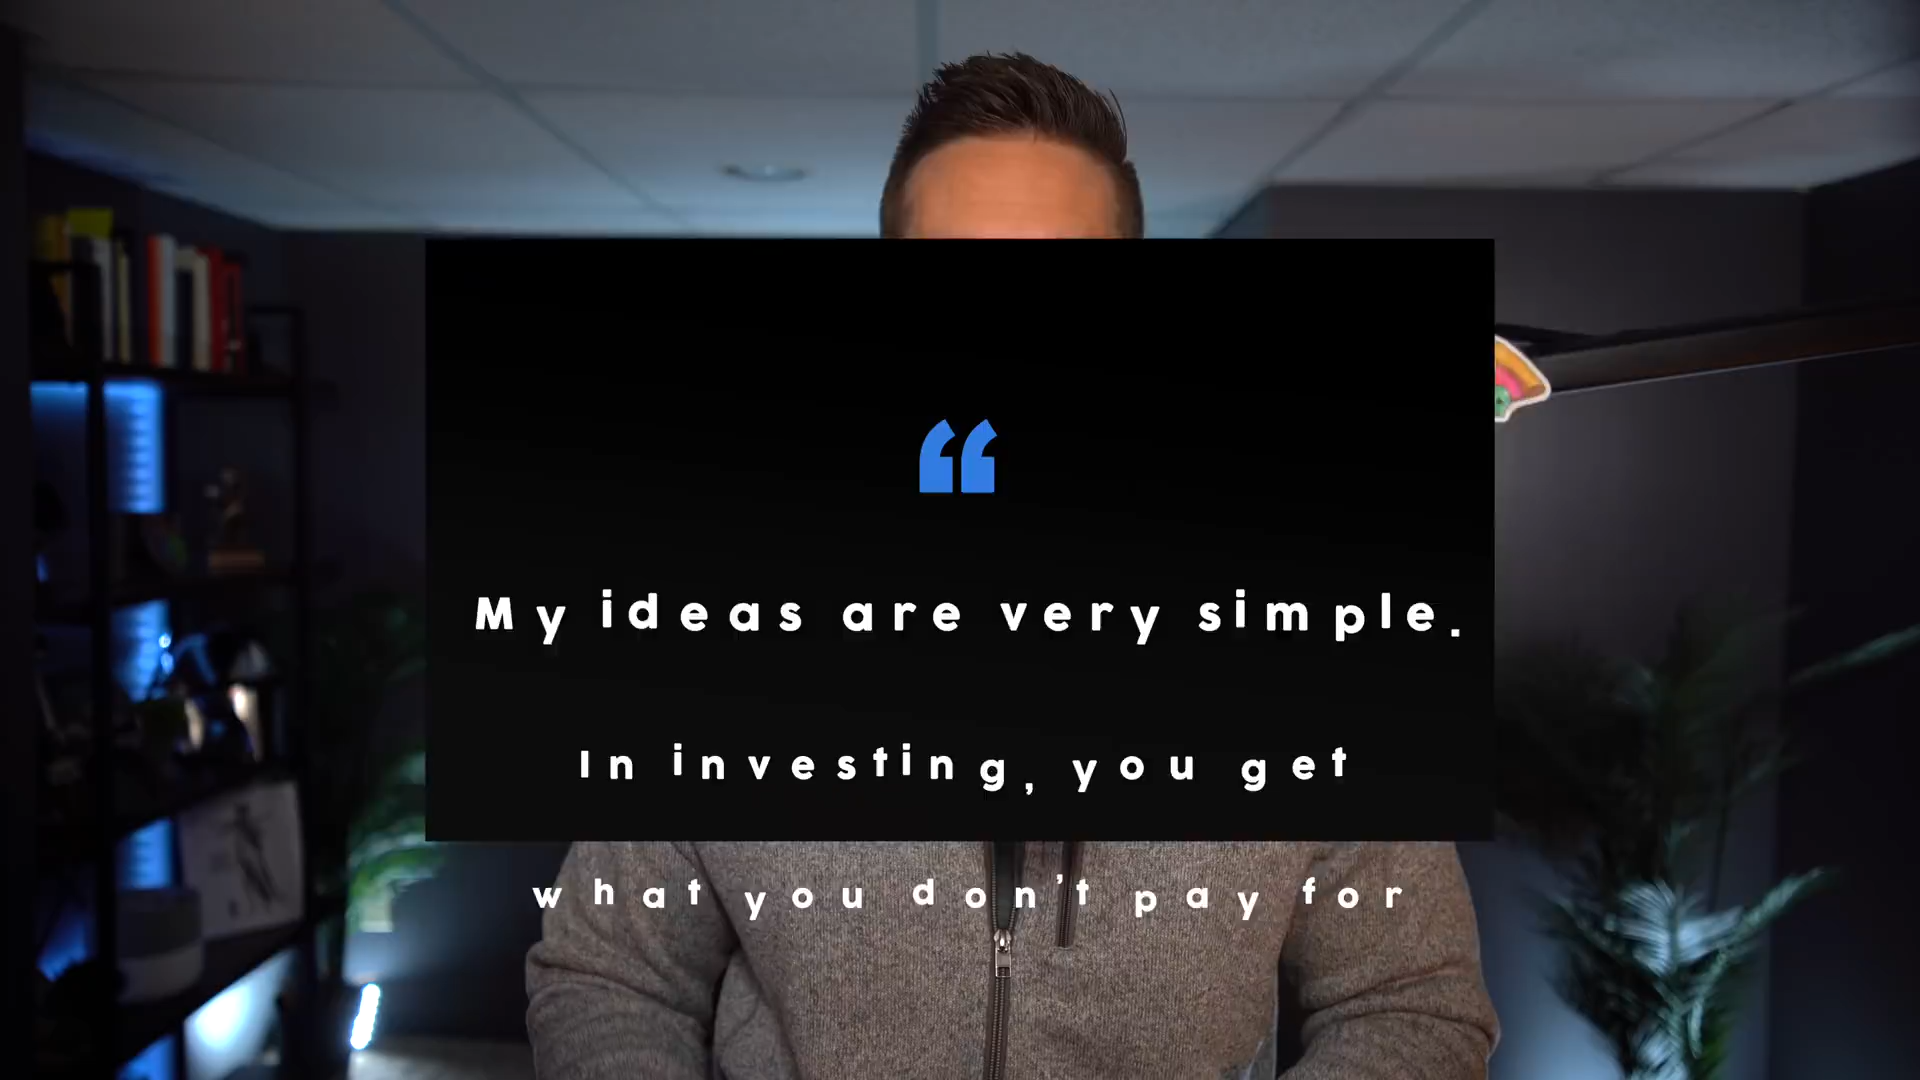 “
My ideas are very simple.
In investing, you get
what you don’t pay for